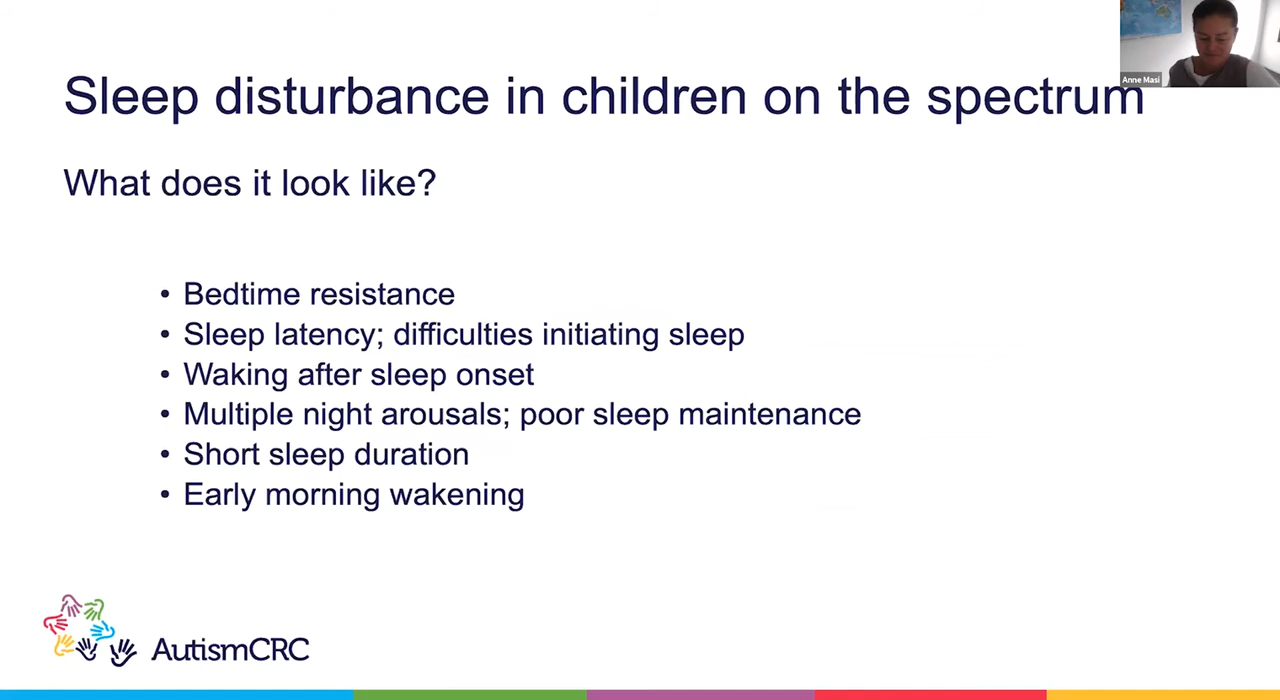 Anne Masi
Sleep disturbance in children on the spectrum
What does it look like?
• Bedtime resistance
• Sleep latency; difficulties initiating sleep
• Waking after sleep onset
• Multiple night arousals; poor sleep maintenance
• Short sleep duration
• Early morning wakening
AutismCRC